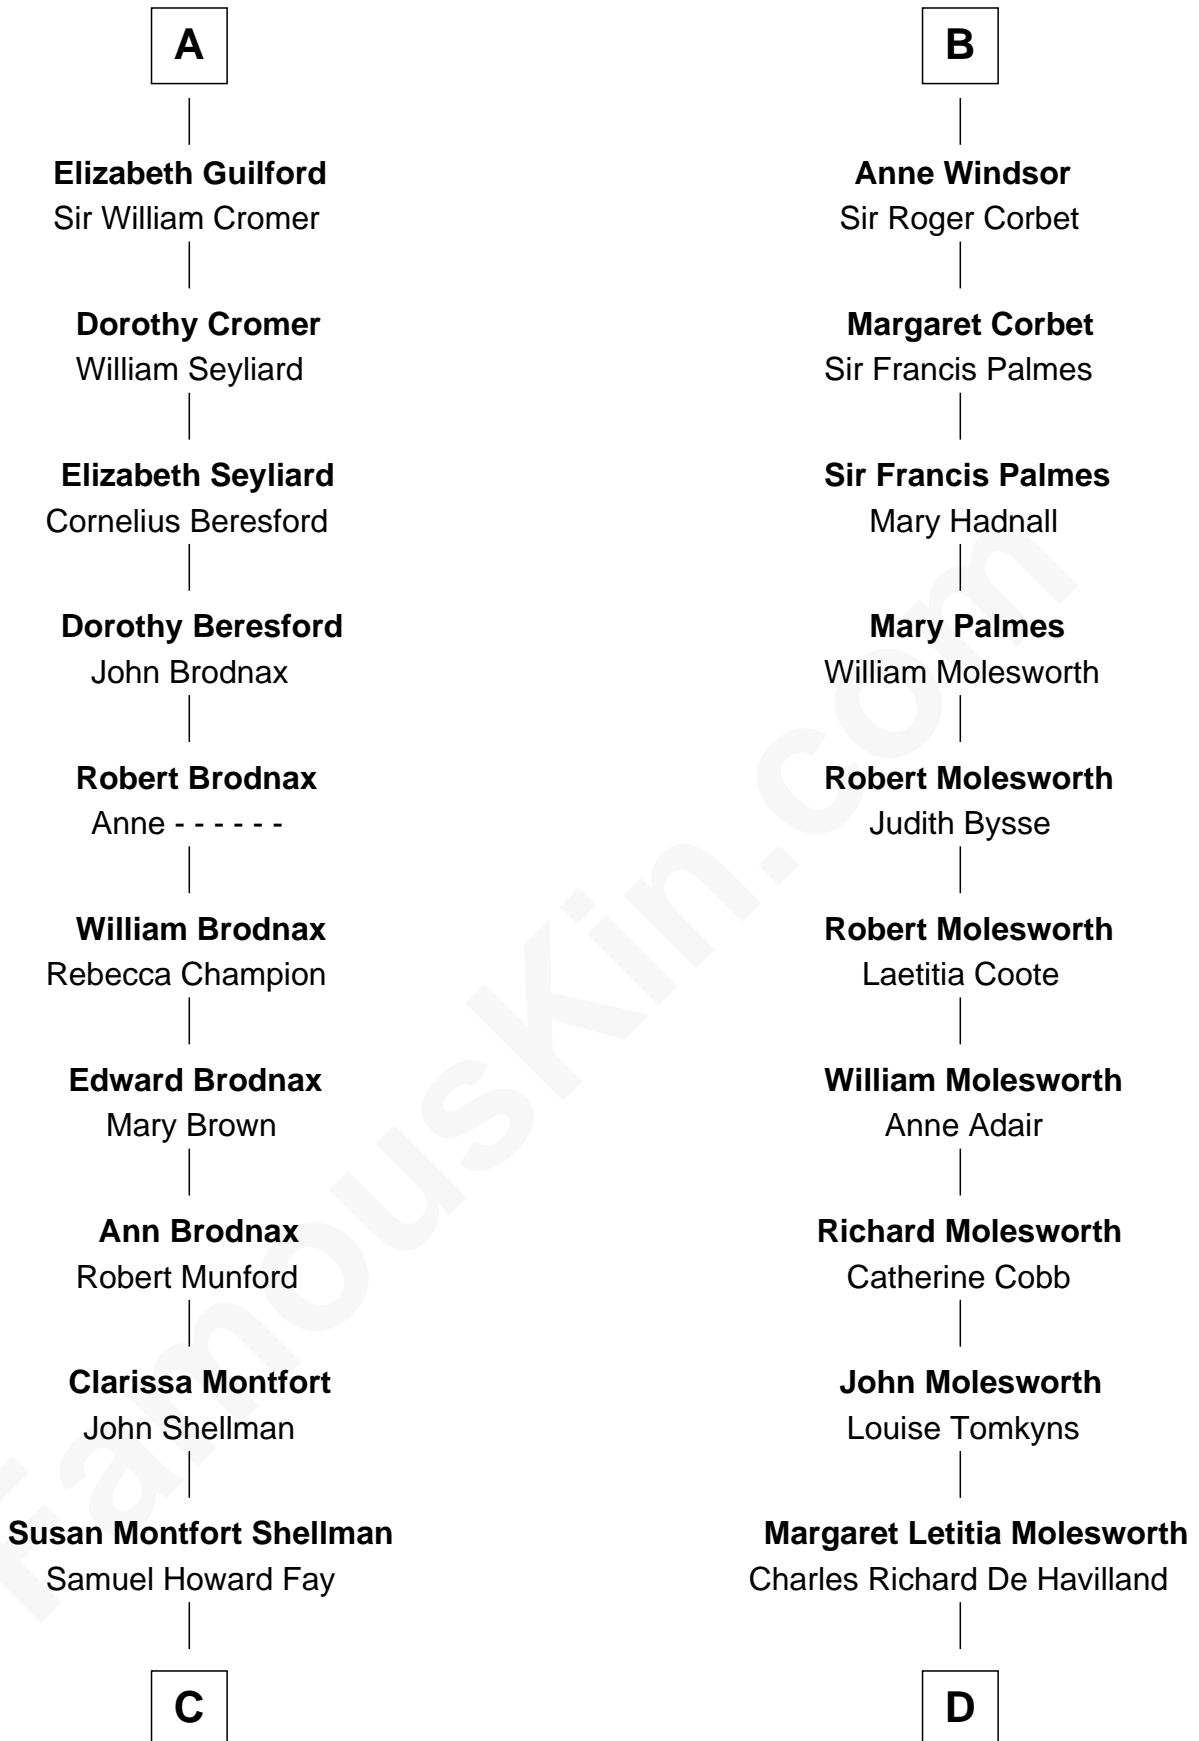 A
Elizabeth Guilford
Sir William Cromer
Dorothy Cromer
William Seyliard
Elizabeth Seyliard
Cornelius Beresford
Dorothy Beresford
John Brodnax
Robert Brodnax
Anne - - - - - -
William Brodnax
Rebecca Champion
Edward Brodnax
Mary Brown
Ann Brodnax
Robert Munford
Clarissa Montfort
John Shellman
Susan Montfort Shellman
Samuel Howard Fay
C
B
Anne Windsor
Sir Roger Corbet
Margaret Corbet
Sir Francis Palmes
Sir Francis Palmes
Mary Hadnall
Mary Palmes
William Molesworth
Robert Molesworth
Judith Bysse
Robert Molesworth
Laetitia Coote
William Molesworth
Anne Adair
Richard Molesworth
Catherine Cobb
John Molesworth
Louise Tomkyns
Margaret Letitia Molesworth
Charles Richard De Havilland
D
FamousKin.com